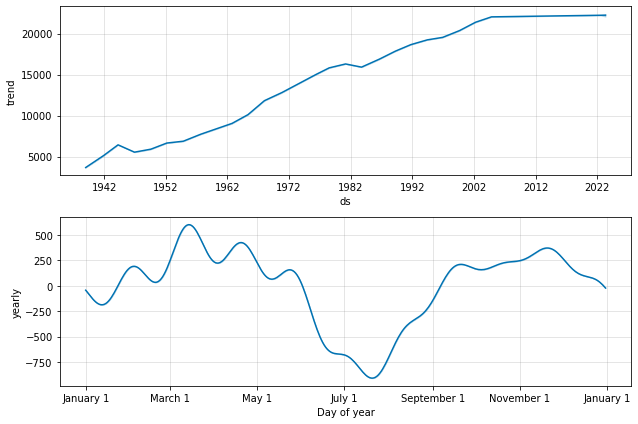 20000
15000
10000
5000
trend
1942 1952 1962 1972 1982 1992 2002 2012 2022
ds
500
250
0
−250
−500
−750
yearly
January 1 March 1 May 1 July 1 September 1 November 1 January 1
Day of year